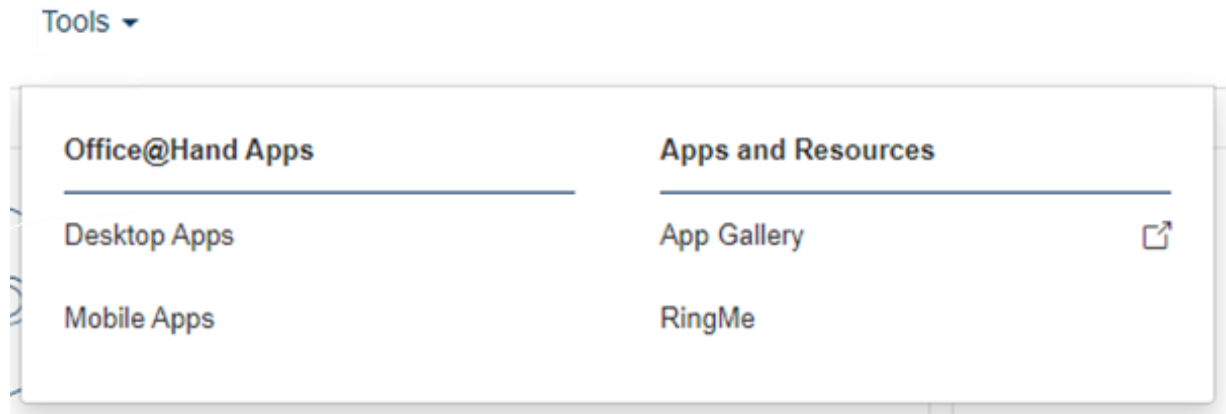 Tools
Office@Hand Apps
Desktop Apps
Mobile Apps
Apps and Resources
App Gallery
RingMe